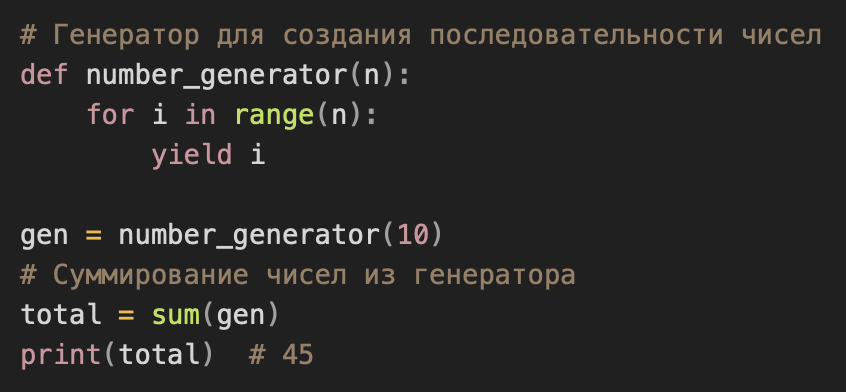 # Генератор для создания последовательности чисел
def number_generator(n):
    for i in range(n):
        yield i

gen = number_generator(10)
# Суммирование чисел из генератора
total = sum(gen)
print(total)  # 45